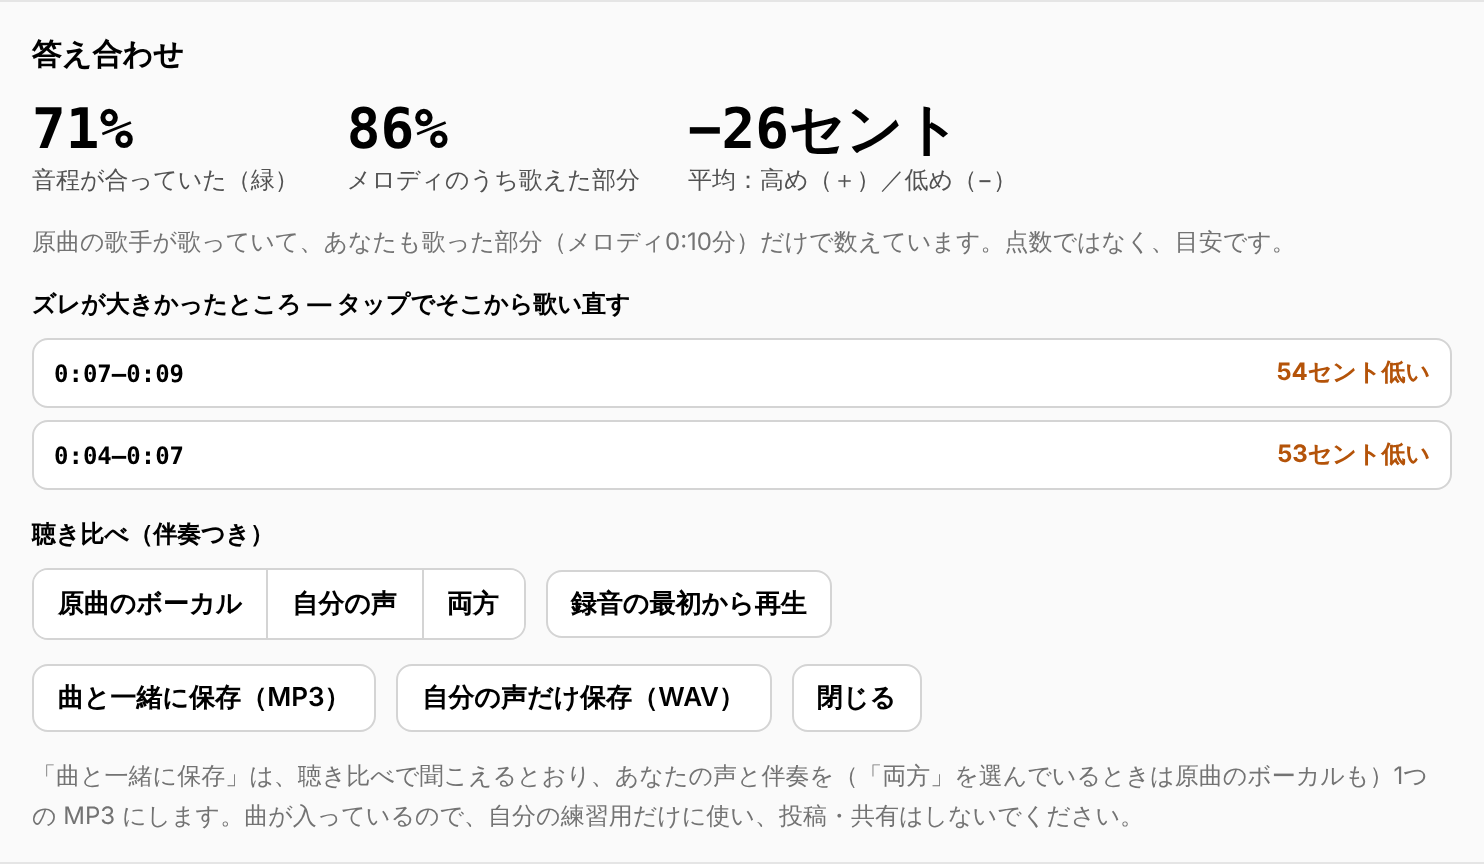 答え合わせ
71%
音程が合っていた（緑）
86%
メロディのうち歌えた部分
−26セント
平均：高め（＋）／低め（−）
原曲の歌手が歌っていて、あなたも歌った部分（メロディ0:10分）だけで数えています。点数ではなく、目安です。
ズレが大きかったところ — タップでそこから歌い直す
0:07–0:09 54セント低い
0:04–0:07 53セント低い
聴き比べ（伴奏つき）
原曲のボーカル 自分の声 両方 録音の最初から再生
曲と一緒に保存（MP3） 自分の声だけ保存（WAV） 閉じる
「曲と一緒に保存」は、聴き比べで聞こえるとおり、あなたの声と伴奏を（「両方」を選んでいるときは原曲のボーカルも）1つ
の MP3 にします。曲が入っているので、自分の練習用だけに使い、投稿・共有はしないでください。